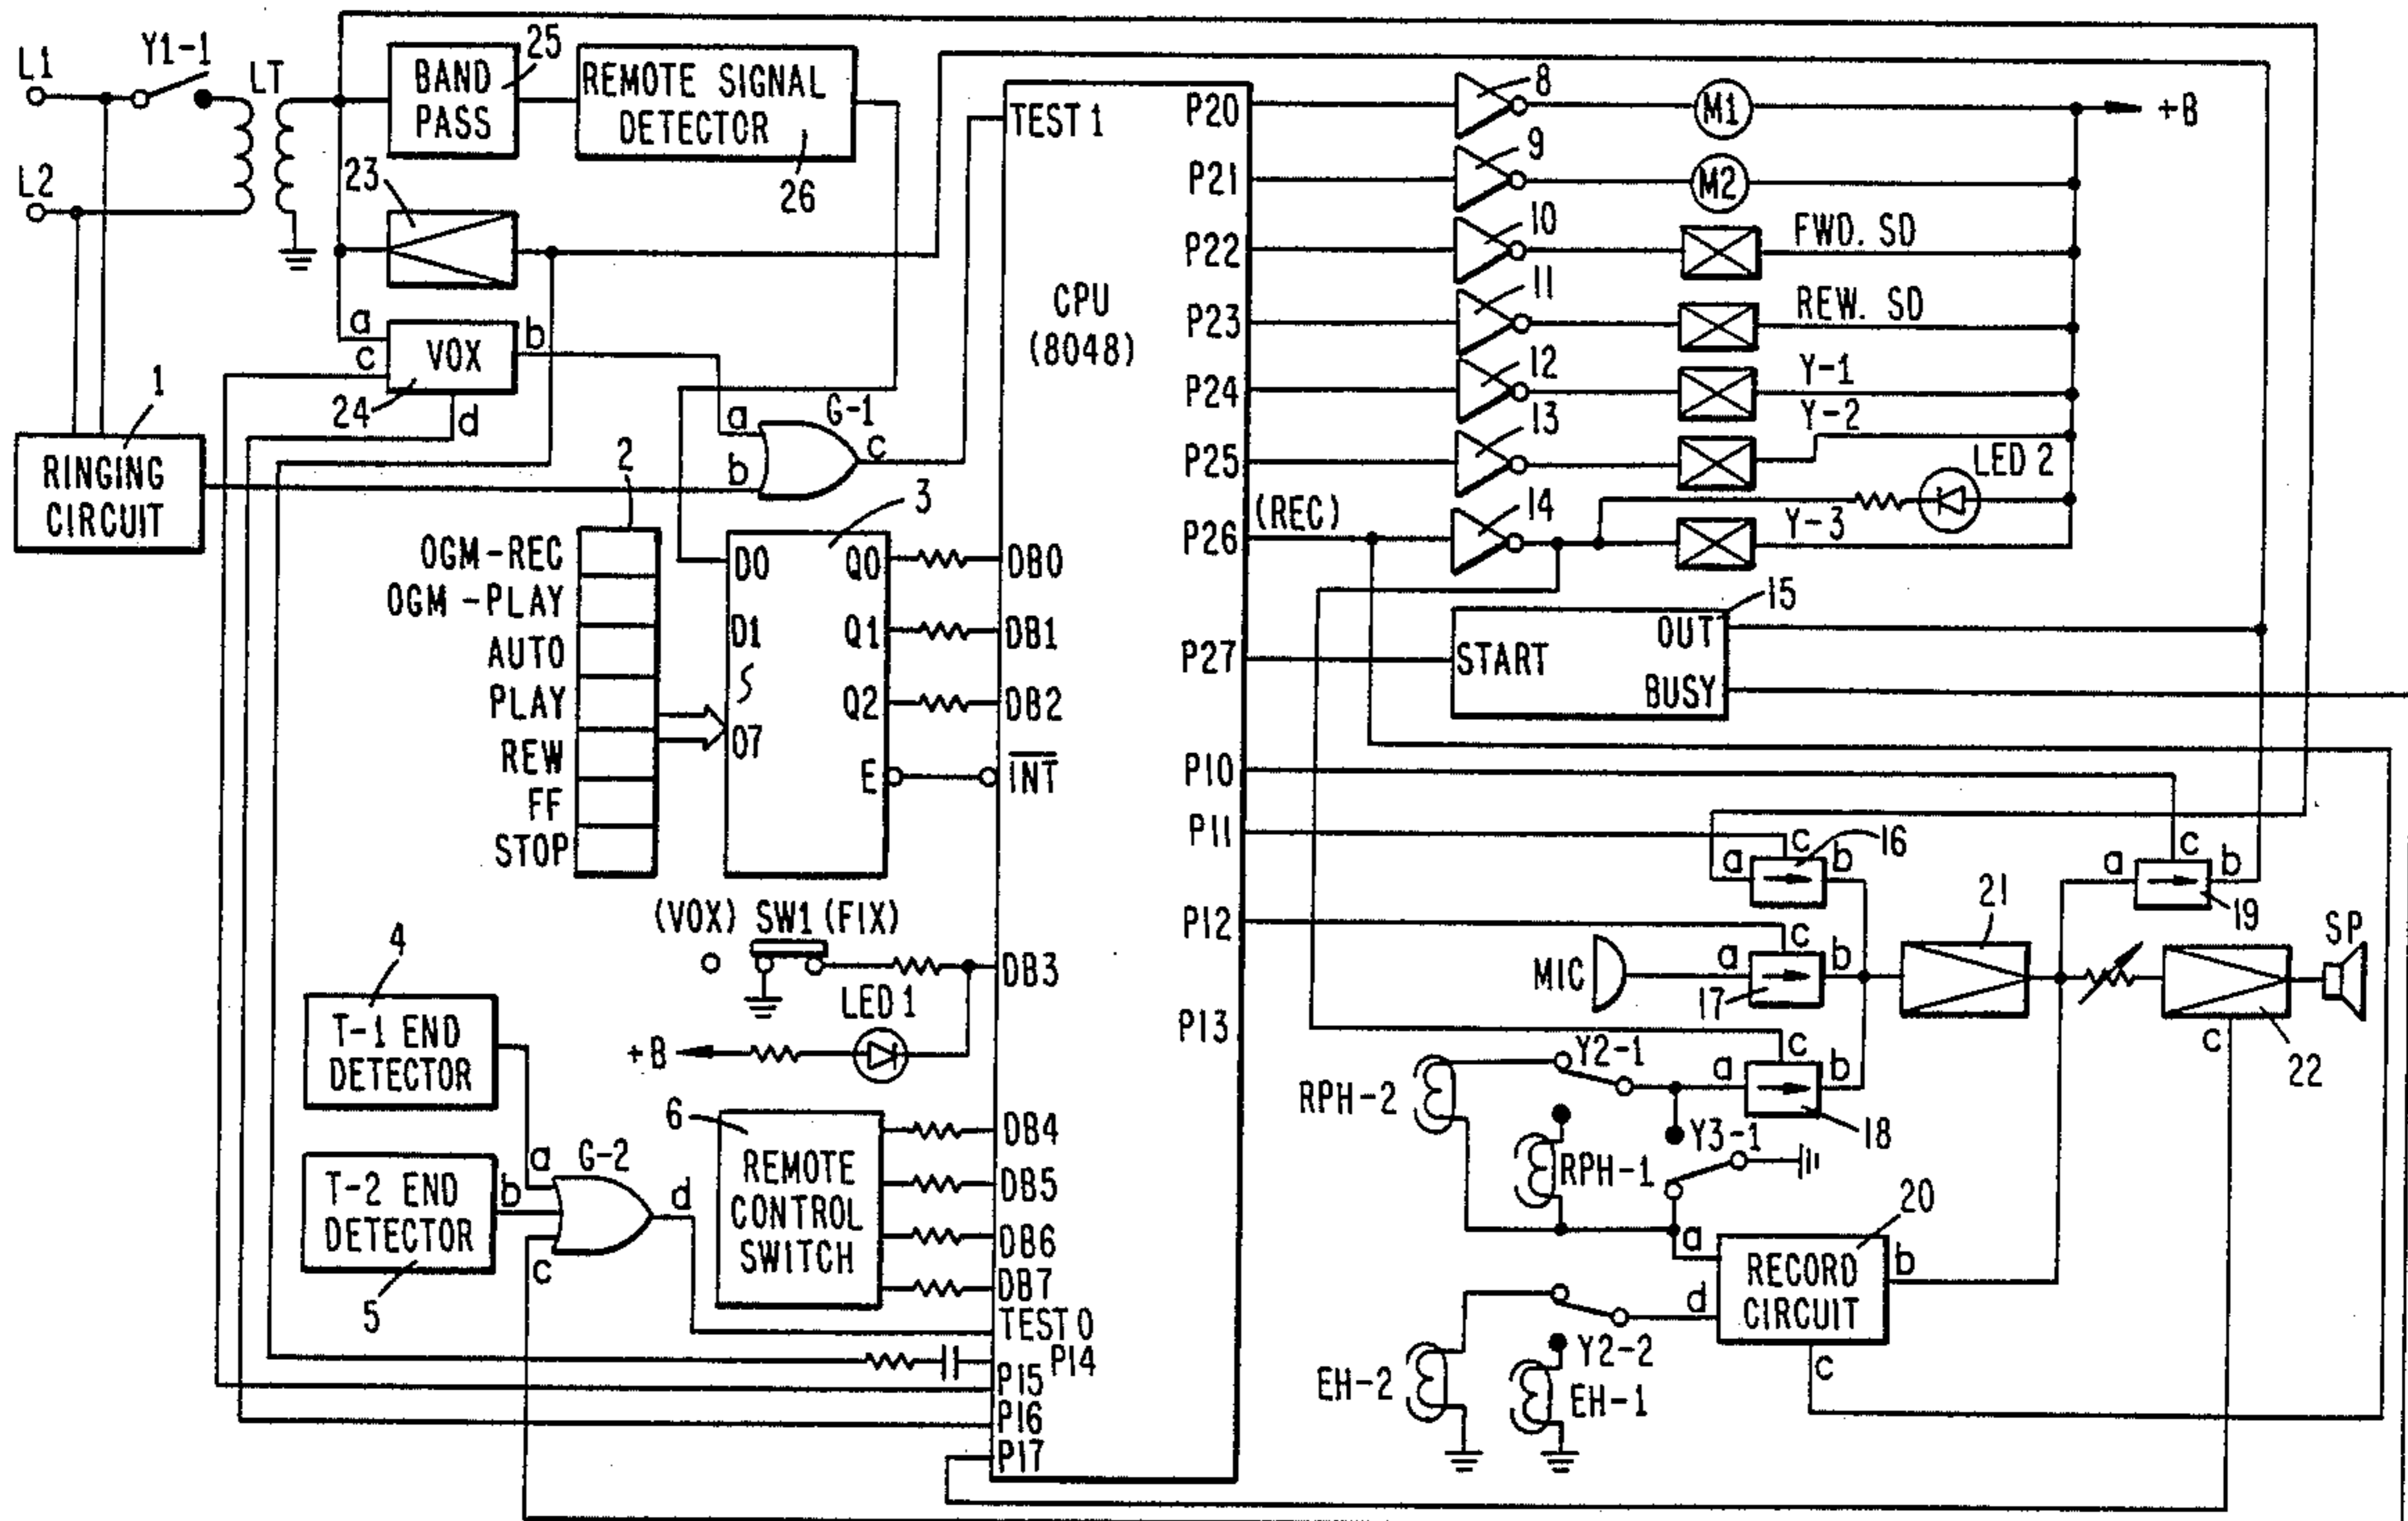 L1
Y1-1
LT
L2
BAND PASS
25
REMOTE SIGNAL DETECTOR
26
23
a
c
VOX
b
24
d
1
RINGING CIRCUIT
a
b
G-1
c
2
OGM-REC
OGM-PLAY
AUTO
PLAY
REW
FF
STOP
3
D0
D1
S
07
Q0
Q1
Q2
E
(VOX) SW1 (FIX)
LED 1
+B
4
T-1 END DETECTOR
T-2 END DETECTOR
5
a
b
c
G-2
d
6
REMOTE CONTROL SWITCH
CPU
(8048)
TEST 1
DB0
DB1
DB2
INT
DB3
DB4
DB5
DB6
DB7
TEST 0
P14
P15
P16
P17
P20
P21
P22
P23
P24
P25
P26
(REC)
P27
P10
P11
P12
P13
8
9
10
11
12
13
14
M1
M2
+B
FWD. SD
REW. SD
Y-1
Y-2
LED 2
Y-3
15
START
OUT
BUSY
a
c
b
16
MIC
a
c
b
17
a
c
b
18
21
a
c
b
19
SP
c
22
RPH-2
Y2-1
RPH-1
Y3-1
a
RECORD CIRCUIT
20
b
d
c
EH-2
Y2-2
EH-1